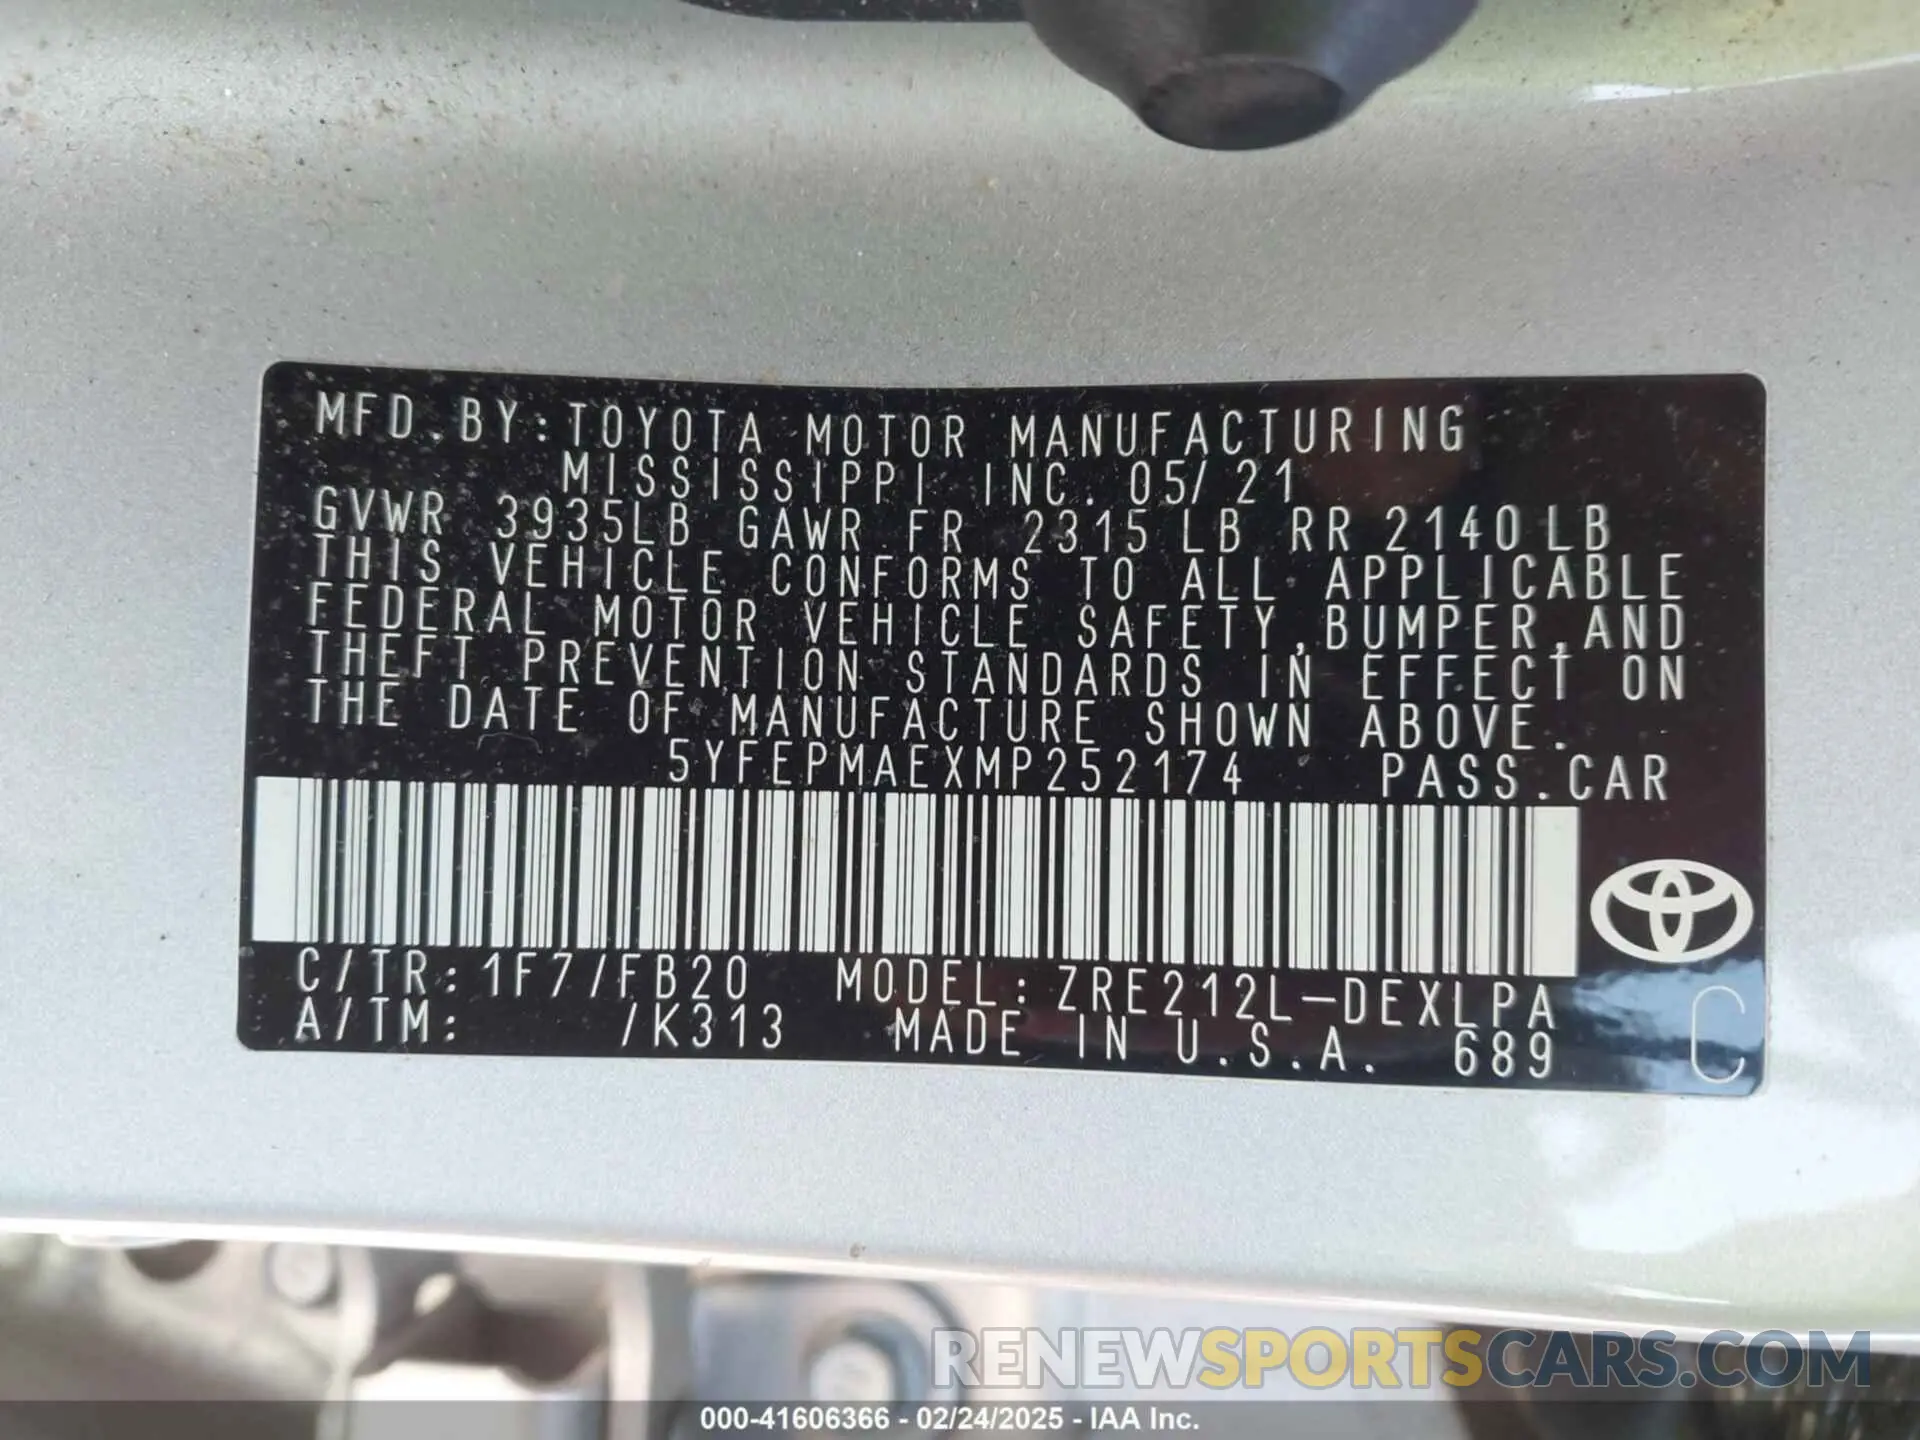 MFD.BY:TOYOTA MOTOR MANUFACTURING
MISSISSIPPI INC. 05/21
GVWR 3935LB GAWR FR 2315LB RR 2140LB
THIS VEHICLE CONFORMS TO ALL APPLICABLE
FEDERAL MOTOR VEHICLE SAFETY,BUMPER,AND
THEFT PREVENTION STANDARDS IN EFFECT ON
THE DATE OF MANUFACTURE SHOWN ABOVE.
5YFEPMAEXMP252174 PASS.CAR
C/TR:1F7/FB20 MODEL:ZRE212L-DEXLPA
A/TM: /K313 MADE IN U.S.A. 689
C
RENEWSPORTSCARS.COM
000-41606366 - 02/24/2025 - IAA Inc.